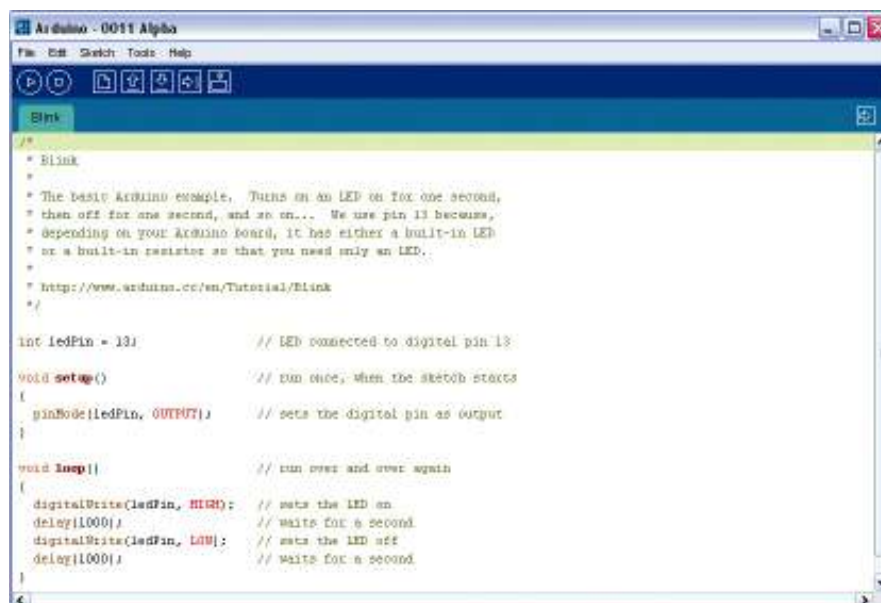 Arduino - 0011 Alpha
File Edit Sketch Tools Help
Blink
/*
 * Blink
 *
 * The basic Arduino example.  Turns on an LED on for one second,
 * then off for one second, and so on...  We use pin 13 because,
 * depending on your Arduino board, it has either a built-in LED
 * or a built-in resistor so that you need only an LED.
 *
 * http://www.arduino.cc/en/Tutorial/Blink
 */
int ledPin = 13;                // LED connected to digital pin 13
void setup()                    // run once, when the sketch starts
{
  pinMode(ledPin, OUTPUT);      // sets the digital pin as output
}
void loop()                     // run over and over again
{
  digitalWrite(ledPin, HIGH);   // sets the LED on
  delay(1000);                  // waits for a second
  digitalWrite(ledPin, LOW);    // sets the LED off
  delay(1000);                  // waits for a second
}